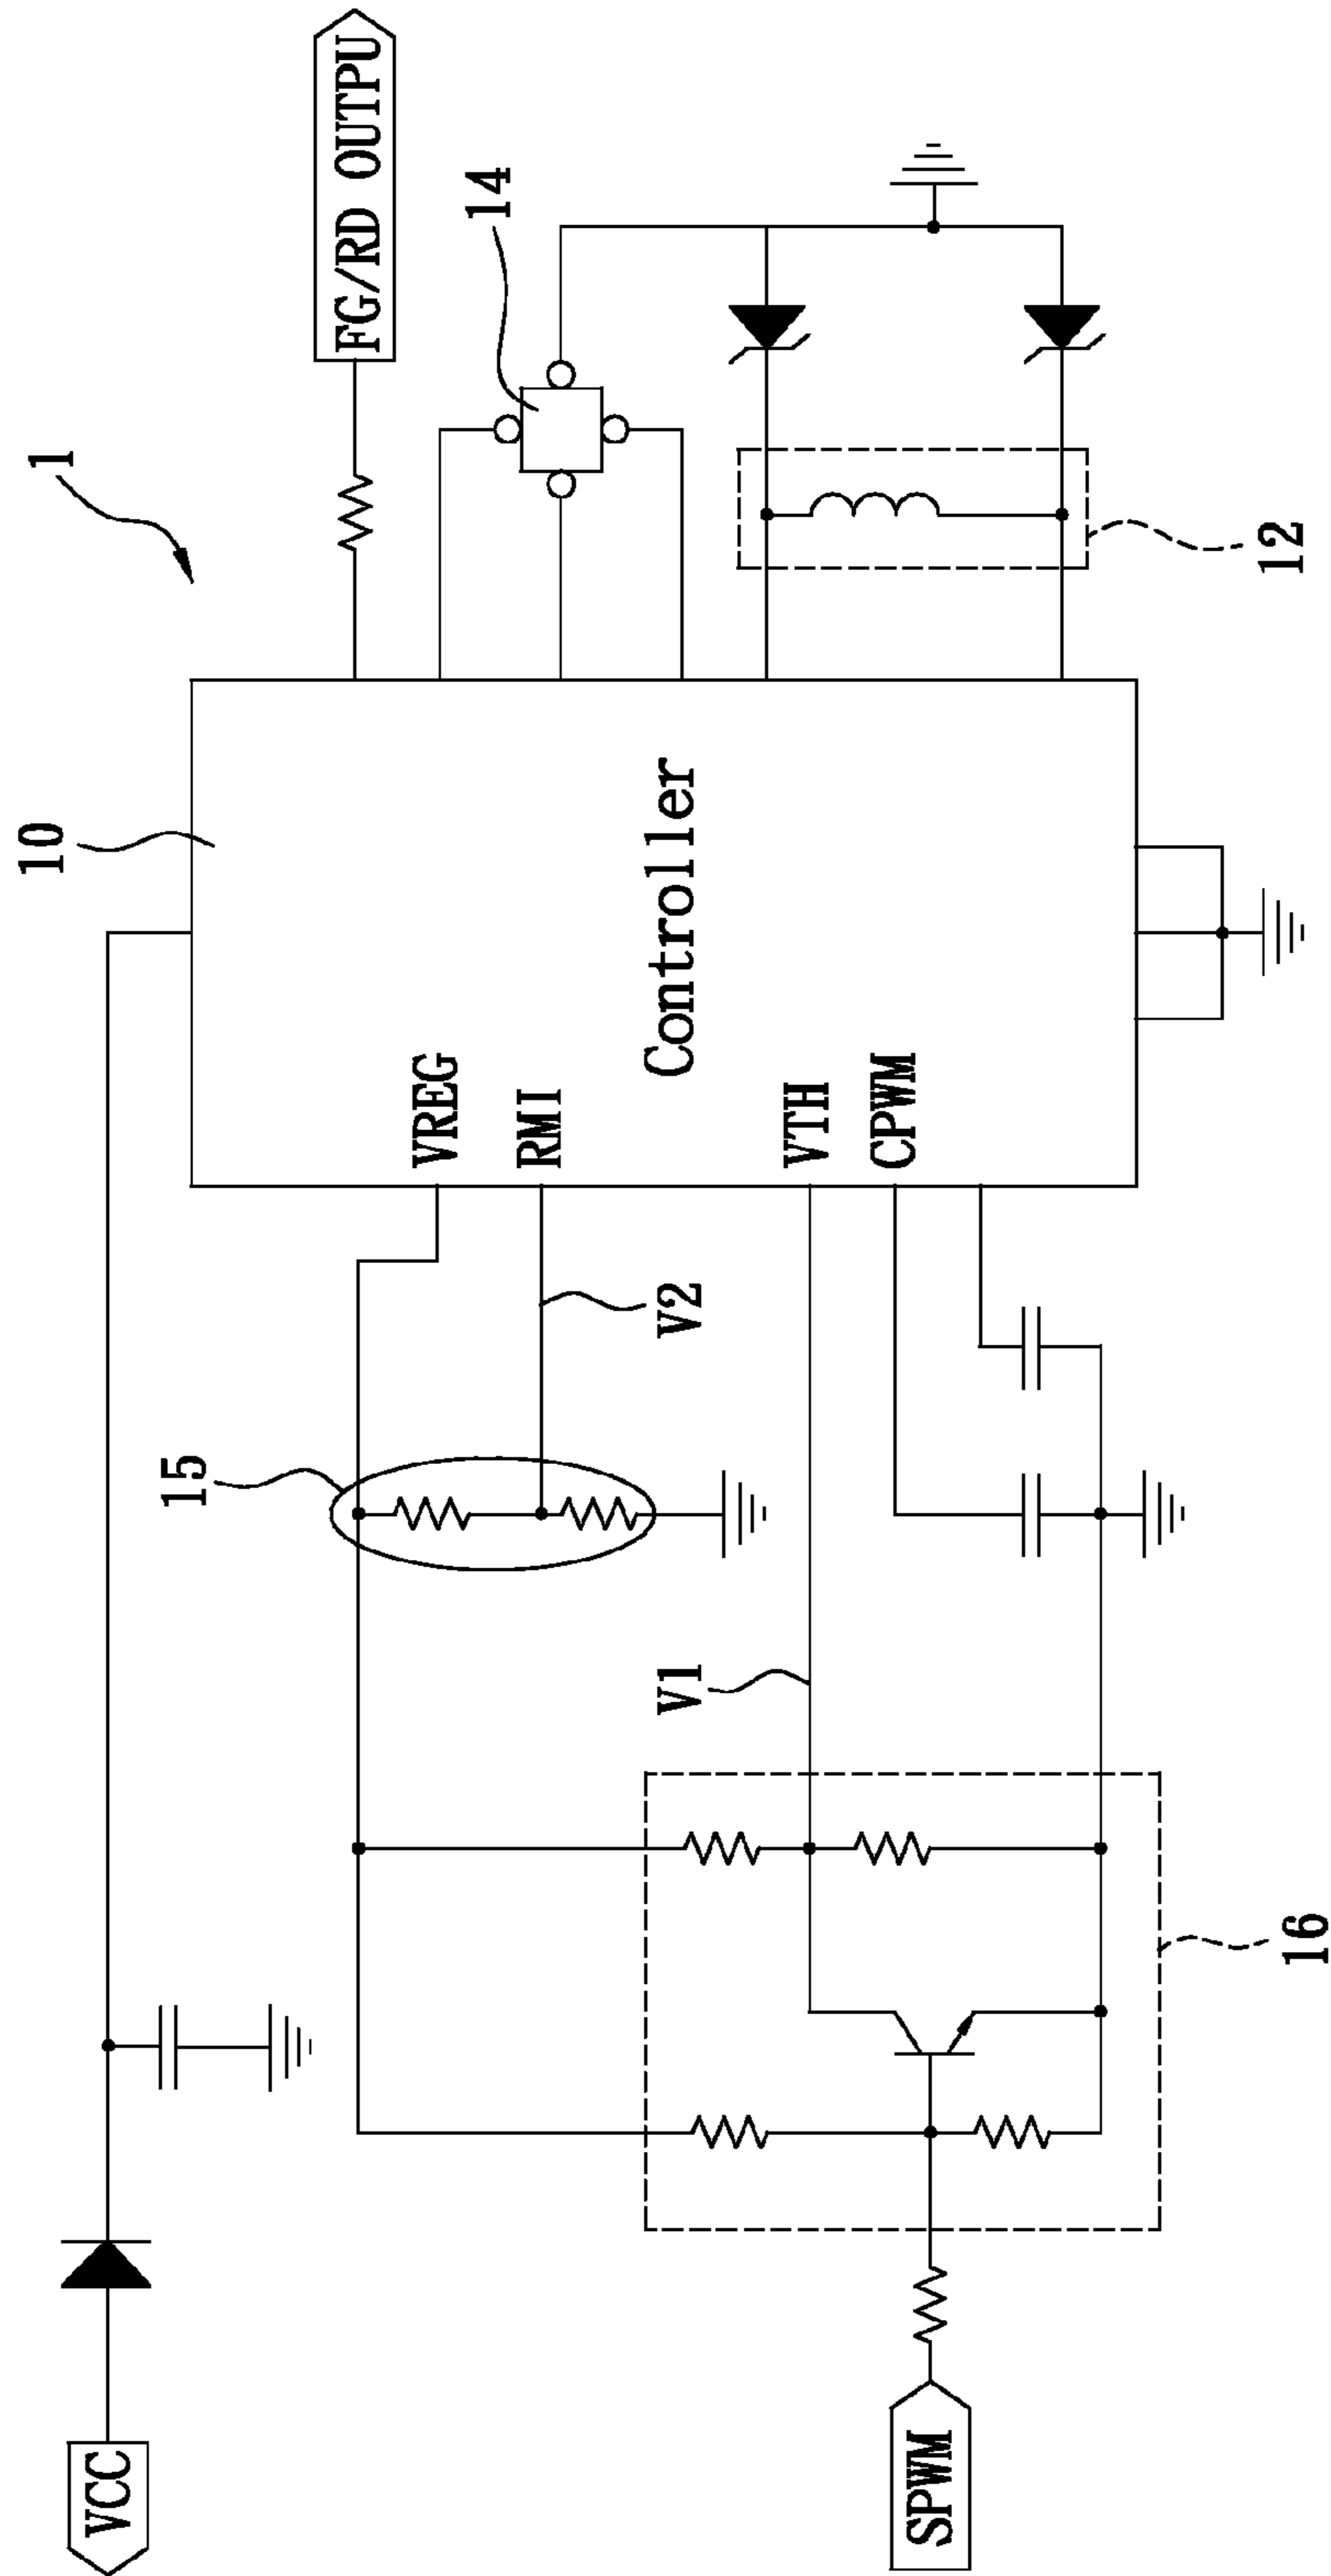 1
10
VCC
FG/RD OUTPU
15
VREG
14
RMI
V2
Controller
V1
VTH
CPWM
SPWM
16
12